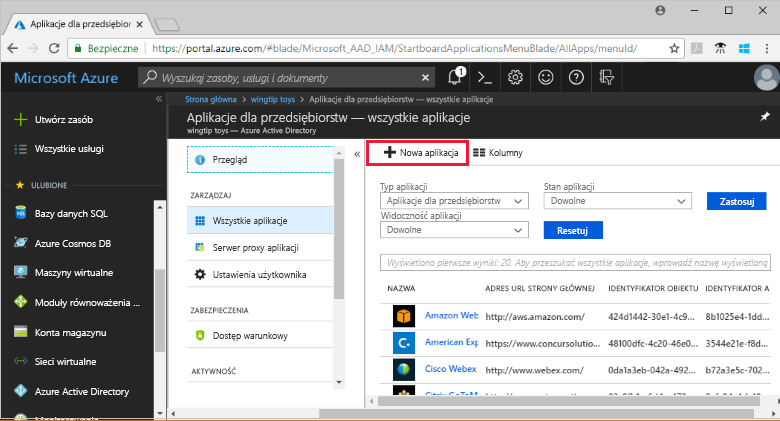 Aplikacje dla przedsiębiorstw
Bezpieczne
https://portal.azure.com/#blade/Microsoft_AAD_IAM/StartboardApplicationsMenuBlade/AllApps/menuId/
Microsoft Azure
Wyszukaj zasoby, usługi i dokumenty
1
Strona główna > wingtip toys > Aplikacje dla przedsiębiorstw — wszystkie aplikacje
Aplikacje dla przedsiębiorstw — wszystkie aplikacje
wingtip toys — Azure Active Directory
Utwórz zasób
Wszystkie usługi
ULUBIONE
Bazy danych SQL
Azure Cosmos DB
Maszyny wirtualne
Moduły równoważenia ...
Konta magazynu
Sieci wirtualne
Azure Active Directory
Przegląd
ZARZĄDZAJ
Wszystkie aplikacje
Serwer proxy aplikacji
Ustawienia użytkownika
ZABEZPIECZENIA
Dostęp warunkowy
AKTYWNOŚĆ
Nowa aplikacja
Kolumny
Typ aplikacji
Stan aplikacji
Aplikacje dla przedsiębiorstw
Dowolne
Zastosuj
Widoczność aplikacji
Dowolne
Resetuj
Wyświetlono pierwsze wyniki: 20. Aby przeszukać wszystkie aplikacje, wprowadź nazwę wyświetlaną
NAZWA ADRES URL STRONY GŁÓWNEJ IDENTYFIKATOR OBIEKTU IDENTYFIKATOR A
Amazon Web http://aws.amazon.com/ 424d1442-30e1-4c9... 8b1025e4-1dd...
American Exp https://www.concursolutio... 48100dfc-4c20-46e0... 3544e21e-f8d...
Cisco Webex http://www.webex.com/ 0da1a3eb-042a-492... b72a3e5c-702...